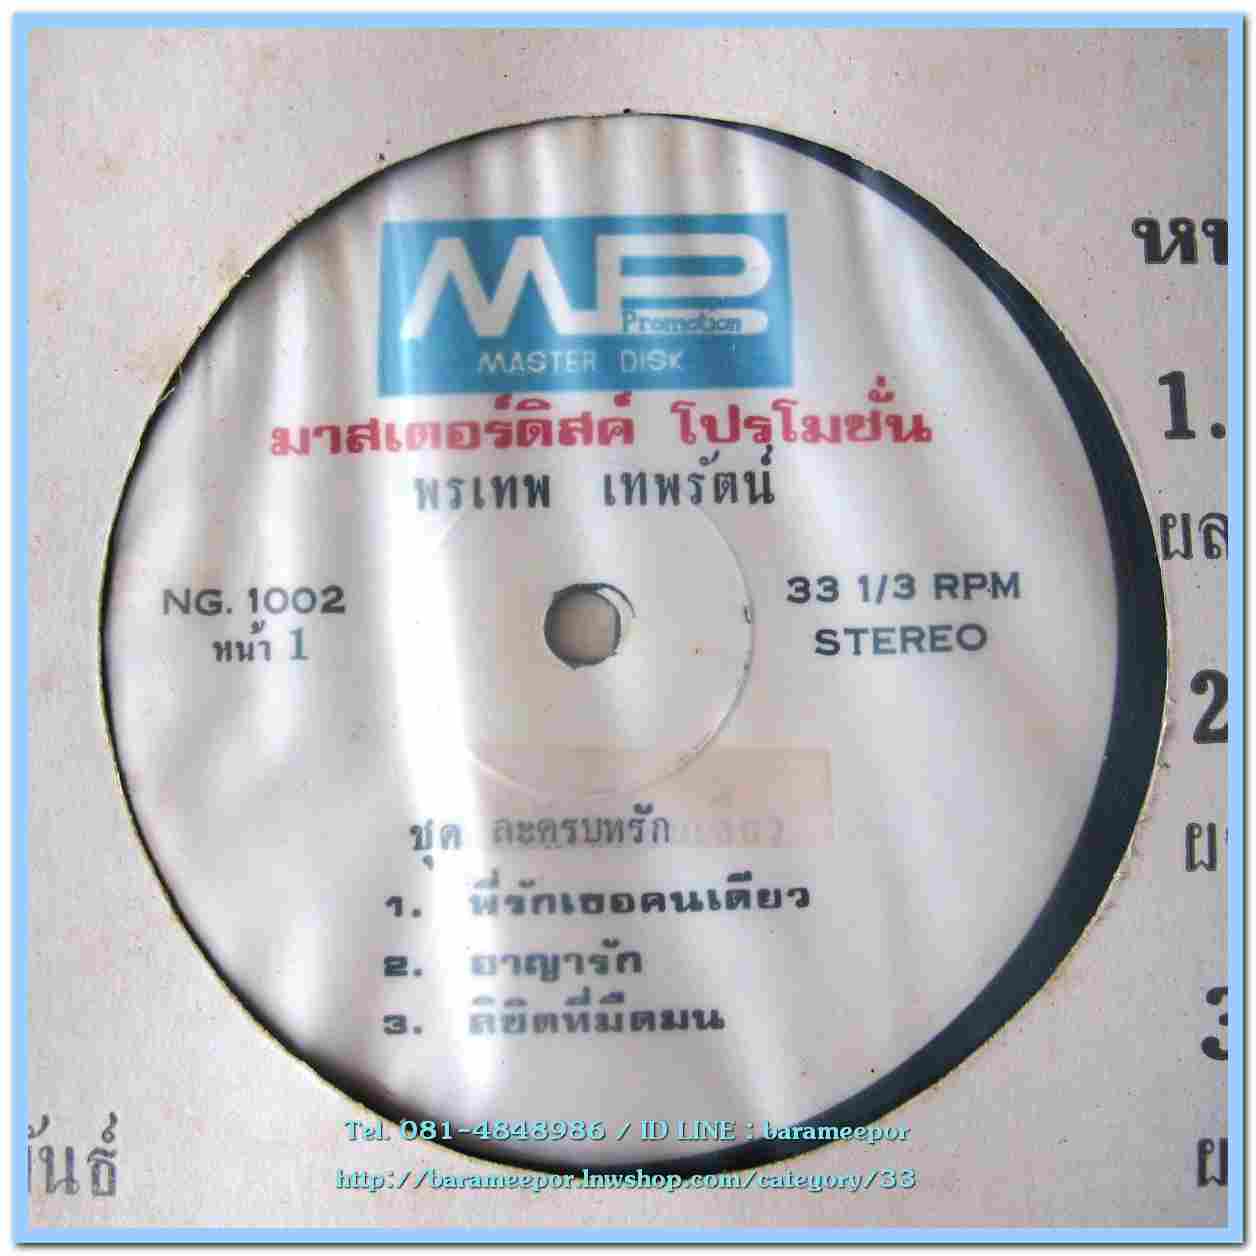 MP
Promotion
MASTER DISK
มาสเตอร์ดิสค์ โปรโมชั่น
พรเทพ เทพรัตน์
NG. 1002
หน้า 1
33 1/3 RPM
STEREO
ชุด ละครบทรัก
1. พี่รักเธอคนเดียว
2. อาญารัก
3. ลิขิตที่มืดมน
1.
2
3
Tel. 081-4848986 / ID LINE : barameepor
http://barameepor.lnwshop.com/category/33